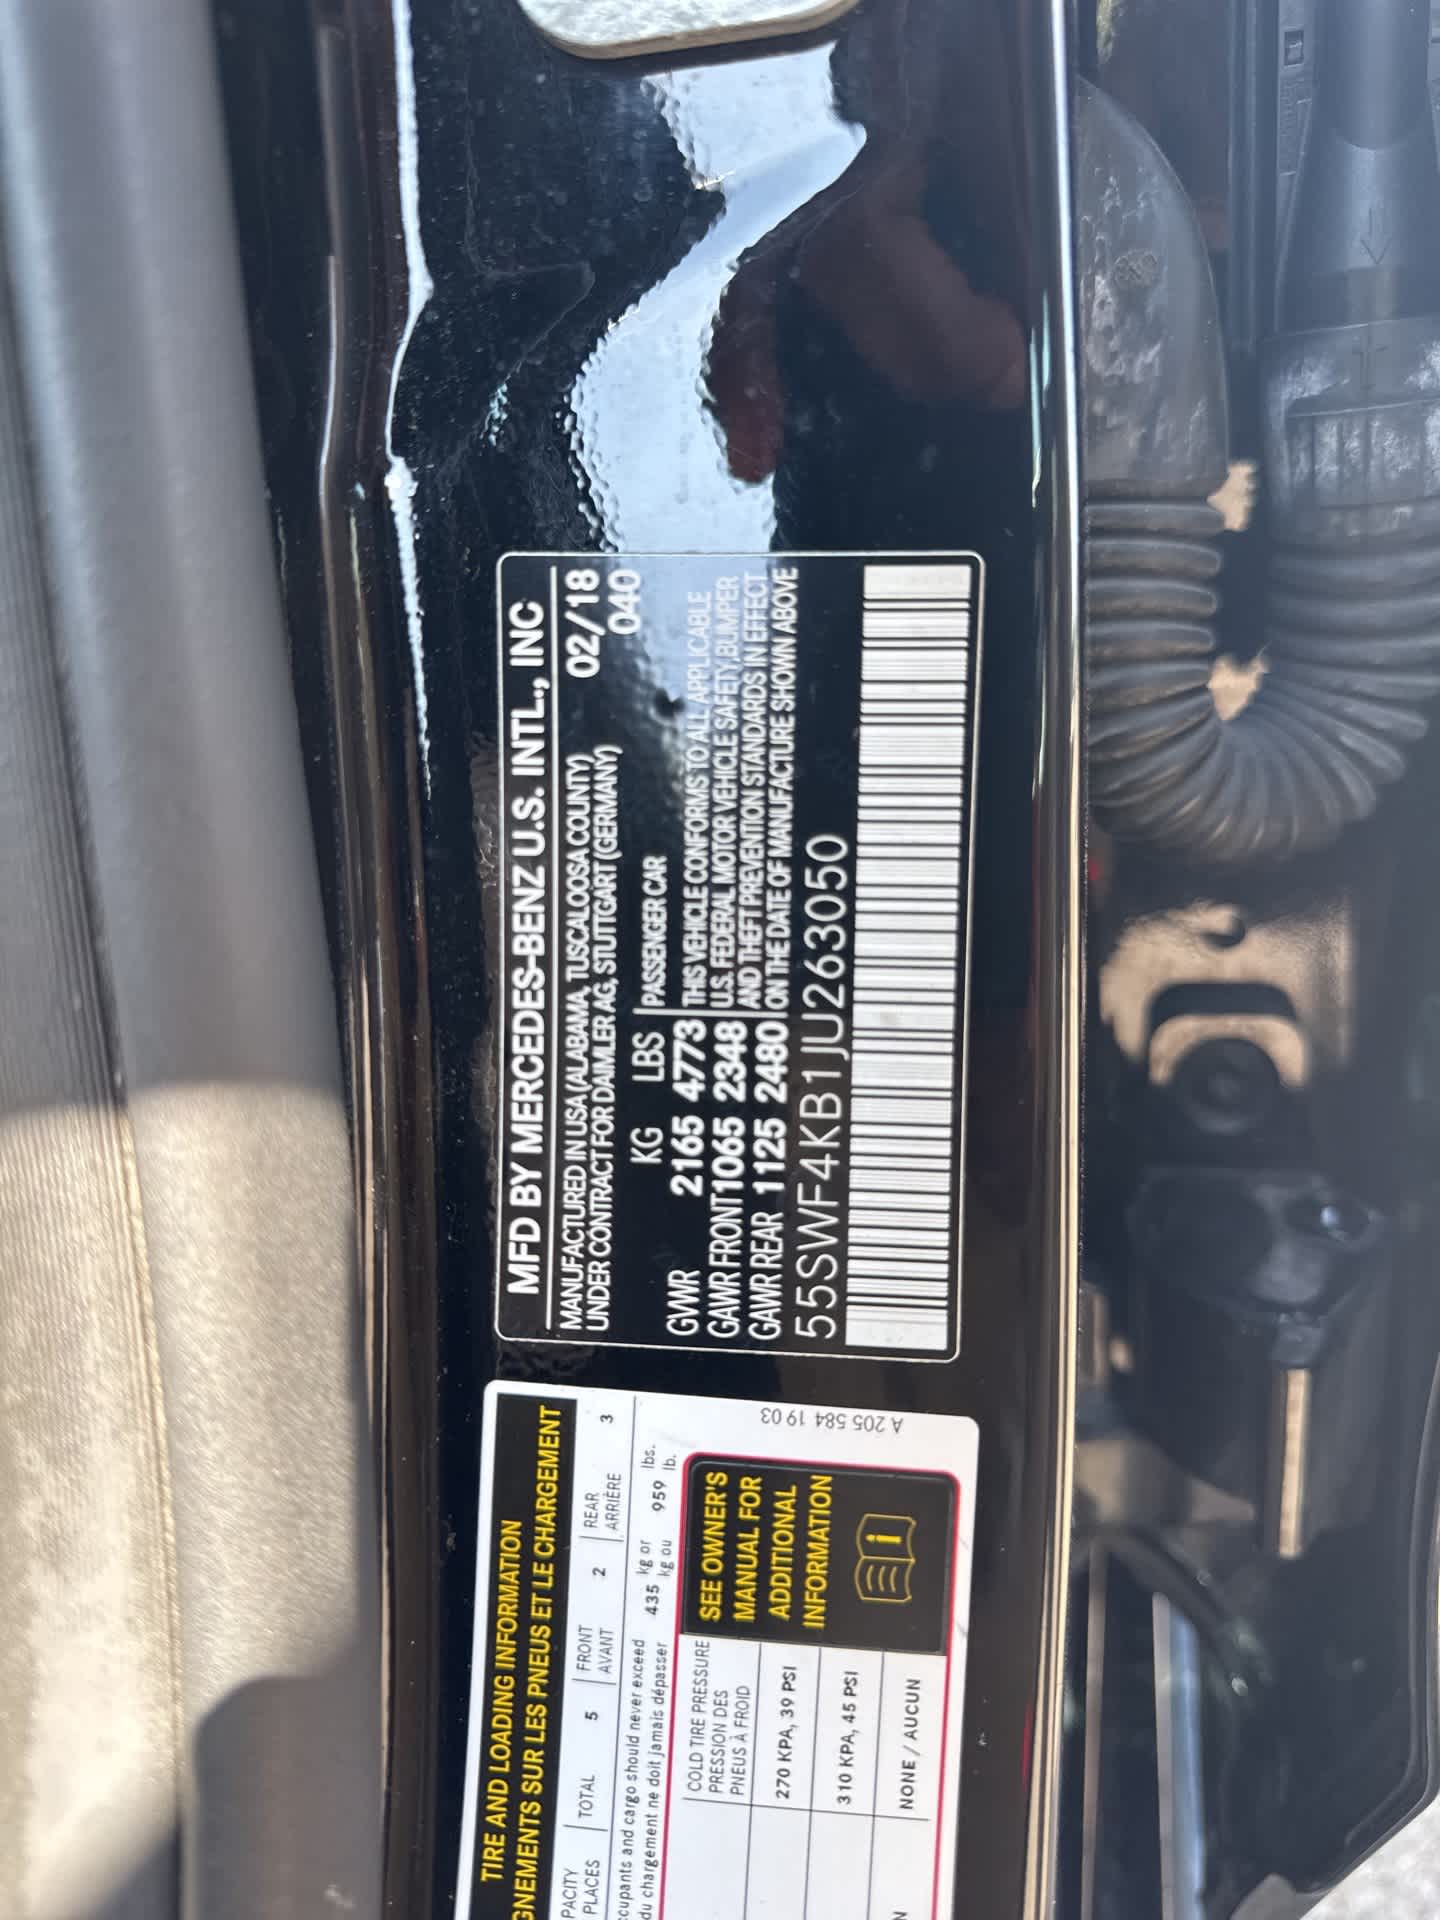 MFD BY MERCEDES-BENZ U.S. INTL., INC
MANUFACTURED IN USA (ALABAMA, TUSCALOOSA COUNTY) 02/18
UNDER CONTRACT FOR DAIMLER AG, STUTTGART (GERMANY) 040
KG LBS PASSENGER CAR
GVWR 2165 4773 THIS VEHICLE CONFORMS TO ALL APPLICABLE
GAWR FRONT 1065 2348 U.S. FEDERAL MOTOR VEHICLE SAFETY, BUMPER
GAWR REAR 1125 2480 AND THEFT PREVENTION STANDARDS IN EFFECT
ON THE DATE OF MANUFACTURE SHOWN ABOVE
55SWF4KB1JU263050
TIRE AND LOADING INFORMATION
GNEMENTS SUR LES PNEUS ET LE CHARGEMENT
PACITY TOTAL 5 FRONT 2 REAR 3
PLACES AVANT ARRIÈRE
cupants and cargo should never exceed 435 kg or 959 lbs.
du chargement ne doit jamais dépasser kg ou lb.
COLD TIRE PRESSURE
PRESSION DES
PNEUS À FROID
270 KPA, 39 PSI
310 KPA, 45 PSI
NONE / AUCUN
SEE OWNER'S
MANUAL FOR
ADDITIONAL
INFORMATION
A 205 584 19 03